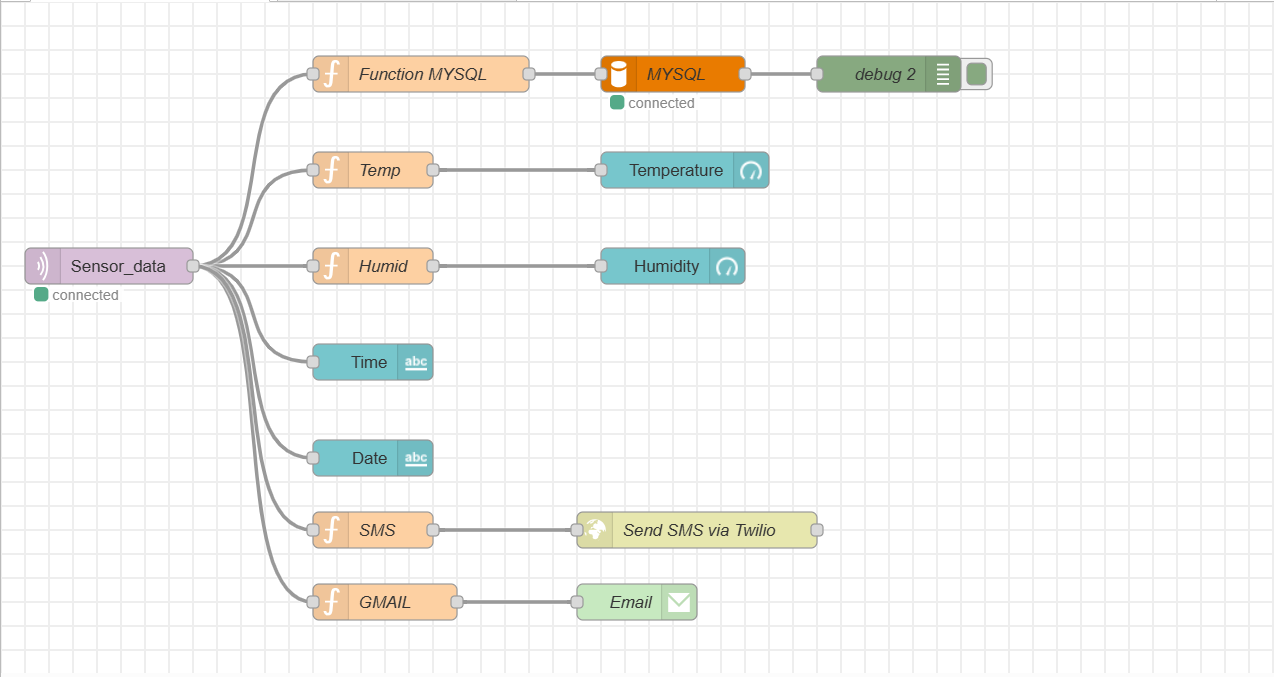 Function MYSQL
MYSQL
debug 2
connected
Temp
Temperature
Sensor_data
connected
Humid
Humidity
Time
abc
Date
abc
SMS
Send SMS via Twilio
GMAIL
Email